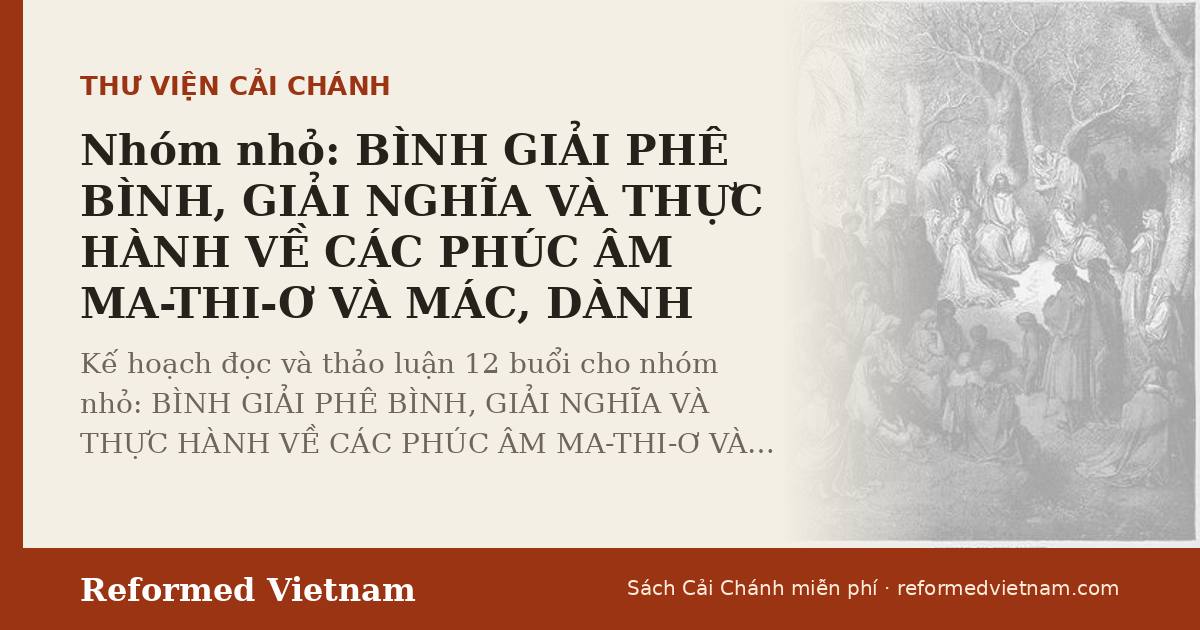 THƯ VIỆN CẢI CHÁNH
Nhóm nhỏ: BÌNH GIẢI PHÊ
BÌNH, GIẢI NGHĨA VÀ THỰC
HÀNH VỀ CÁC PHÚC ÂM
MA-THI-Ơ VÀ MÁC, DÀNH
Kế hoạch đọc và thảo luận 12 buổi cho nhóm
nhỏ: BÌNH GIẢI PHÊ BÌNH, GIẢI NGHĨA VÀ
THỰC HÀNH VỀ CÁC PHÚC ÂM MA-THI-Ơ VÀ...
Reformed Vietnam
Sách Cải Chánh miễn phí · reformedvietnam.com